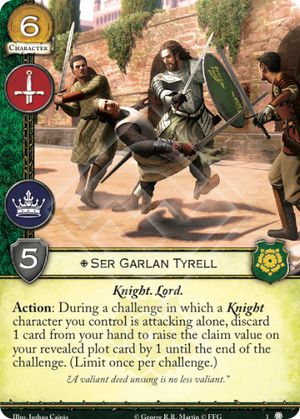 6
CHARACTER
5
SER GARLAN TYRELL
Knight. Lord.
Action: During a challenge in which a Knight
character you control is attacking alone, discard
1 card from your hand to raise the claim value on
your revealed plot card by 1 until the end of the
challenge. (Limit once per challenge.)
"A valiant deed unsung is no less valiant."
Illus. Joshua Cairós © George R.R. Martin © FFG